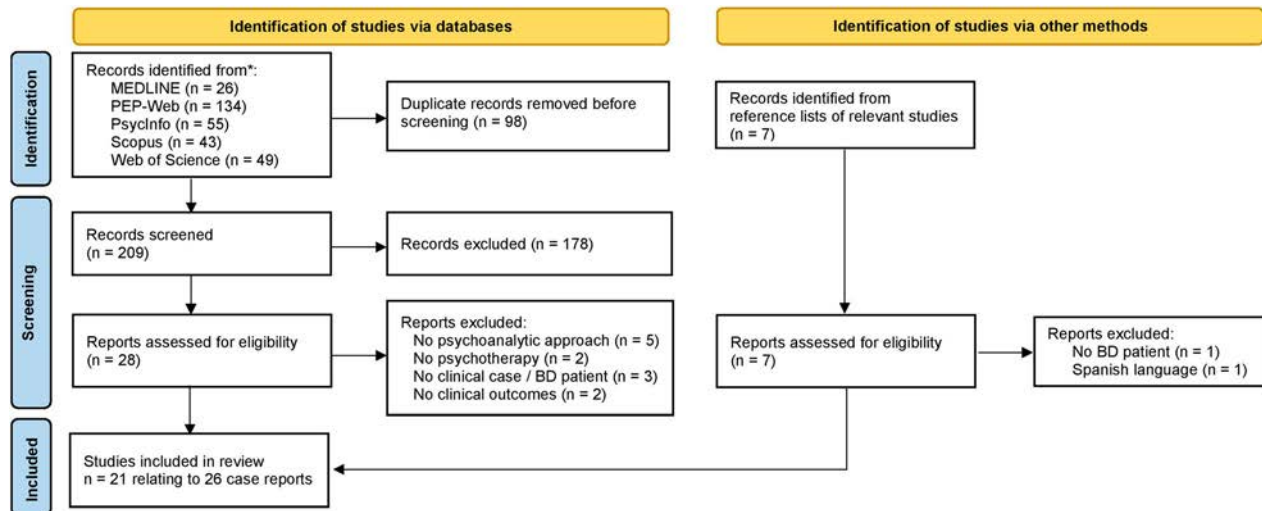 Identification of studies via databases
Identification of studies via other methods
Identification
Records identified from*:
MEDLINE (n = 26)
PEP-Web (n = 134)
PsycInfo (n = 55)
Scopus (n = 43)
Web of Science (n = 49)
Duplicate records removed before
screening (n = 98)
Records identified from
reference lists of relevant studies
(n = 7)
Screening
Records screened
(n = 209)
Records excluded (n = 178)
Reports assessed for eligibility
(n = 28)
Reports excluded:
No psychoanalytic approach (n = 5)
No psychotherapy (n = 2)
No clinical case / BD patient (n = 3)
No clinical outcomes (n = 2)
Reports assessed for eligibility
(n = 7)
Reports excluded:
No BD patient (n = 1)
Spanish language (n = 1)
Included
Studies included in review
n = 21 relating to 26 case reports